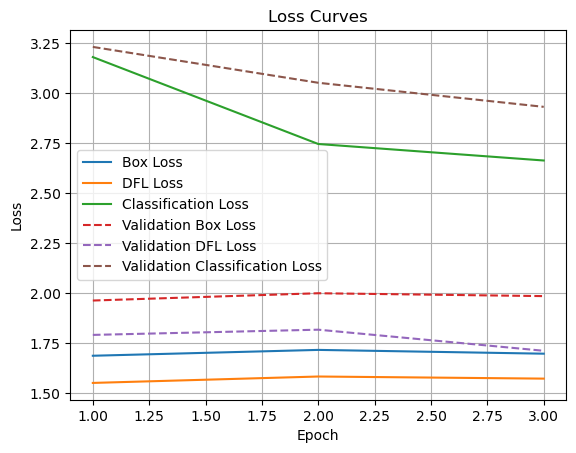 Loss Curves
3.25
3.00
2.75
2.50
2.25
2.00
1.75
1.50
Loss
Box Loss
DFL Loss
Classification Loss
Validation Box Loss
Validation DFL Loss
Validation Classification Loss
1.00 1.25 1.50 1.75 2.00 2.25 2.50 2.75 3.00
Epoch